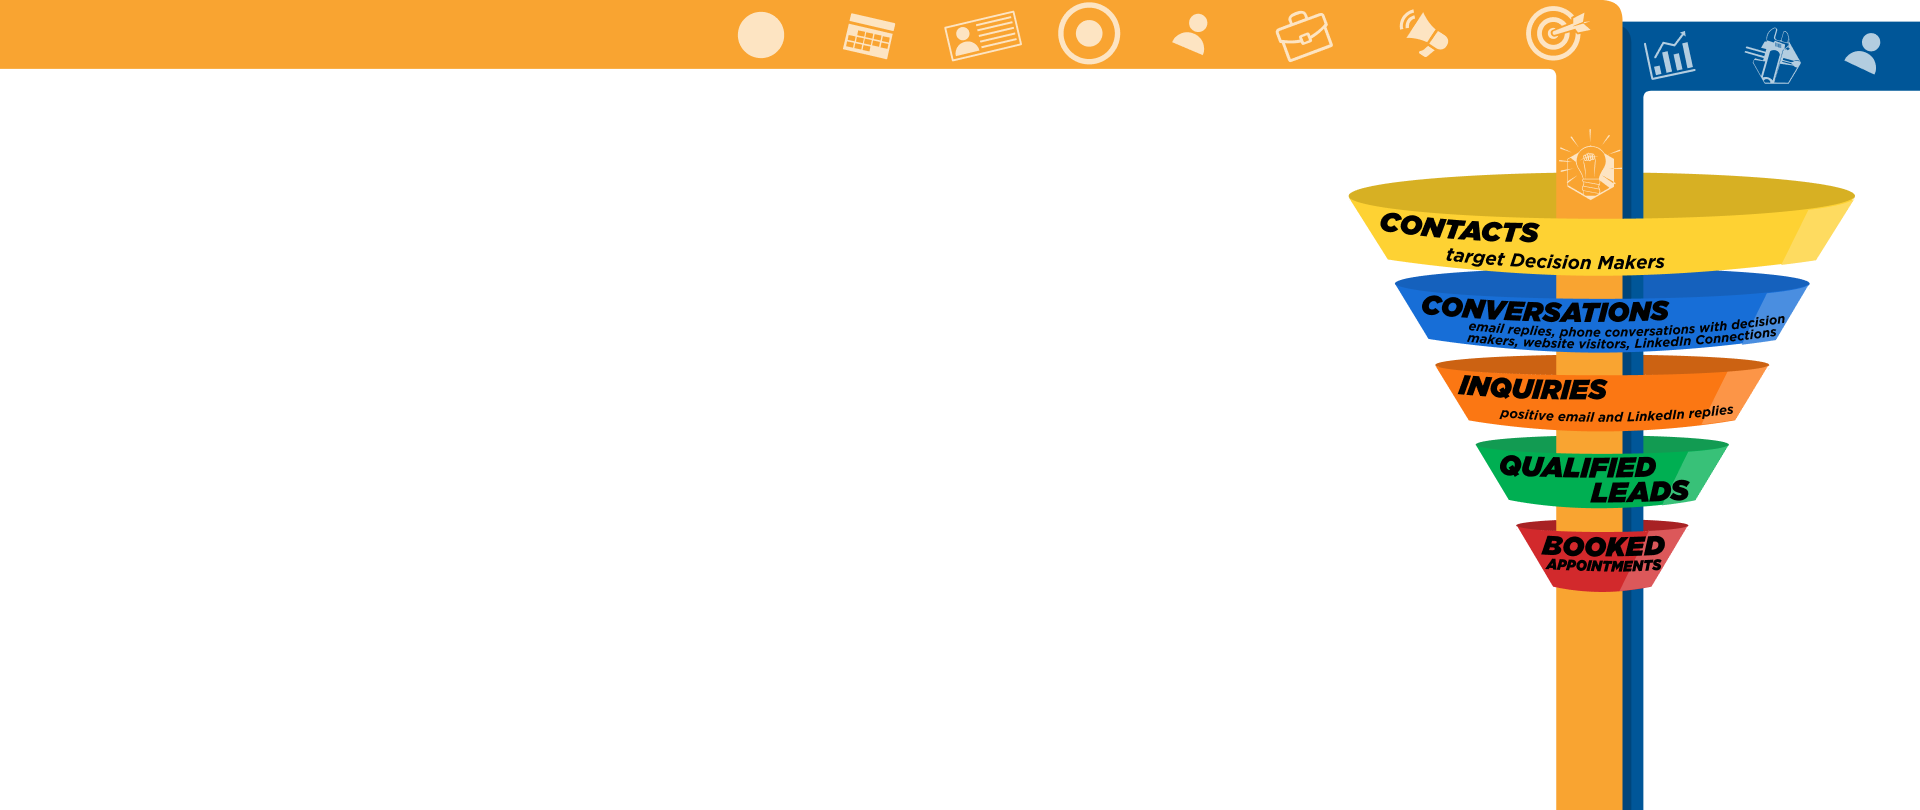 CONTACTS
target Decision Makers
CONVERSATIONS
email replies, phone conversations with decision
makers, website visitors, LinkedIn Connections
INQUIRIES
positive email and LinkedIn replies
QUALIFIED
LEADS
BOOKED
APPOINTMENTS